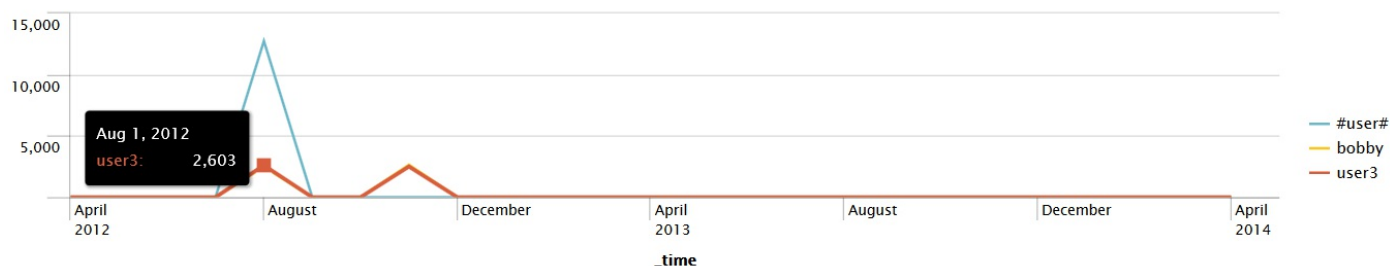 15,000
10,000
5,000
Aug 1, 2012
user3: 2,603
#user#
bobby
user3
April August December April August December April
2012 2013 2014
_time